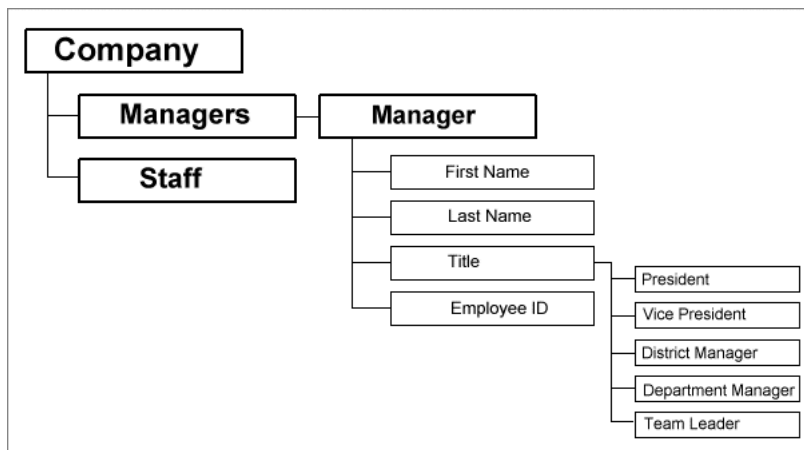 Company
Managers
Manager
Staff
First Name
Last Name
Title
Employee ID
President
Vice President
District Manager
Department Manager
Team Leader